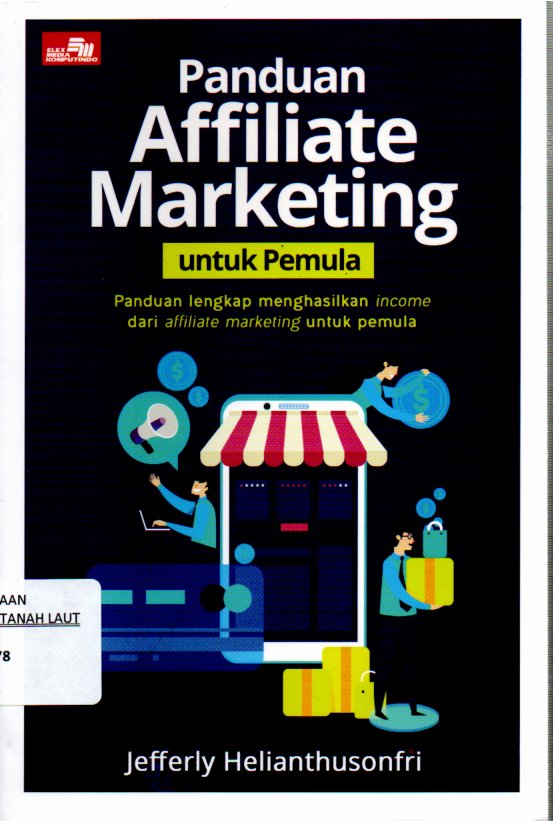 ELEX
MEDIA
KOMPUTINDO
Panduan
Affiliate
Marketing
untuk Pemula
Panduan lengkap menghasilkan income
dari affiliate marketing untuk pemula
AAN
TANAH LAUT
78
Jefferly Helianthusonfri